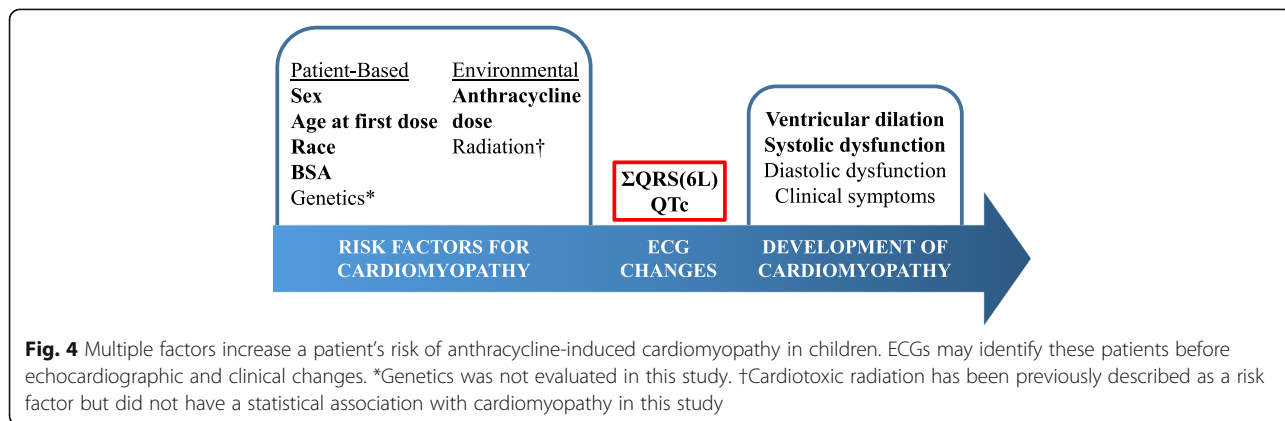 Patient-Based
Sex
Age at first dose
Race
BSA
Genetics*
Environmental
Anthracycline
dose
Radiation†
ΣQRS(6L)
QTc
Ventricular dilation
Systolic dysfunction
Diastolic dysfunction
Clinical symptoms
RISK FACTORS FOR
CARDIOMYOPATHY
ECG
CHANGES
DEVELOPMENT OF
CARDIOMYOPATHY
Fig. 4 Multiple factors increase a patient's risk of anthracycline-induced cardiomyopathy in children. ECGs may identify these patients before
echocardiographic and clinical changes. *Genetics was not evaluated in this study. †Cardiotoxic radiation has been previously described as a risk
factor but did not have a statistical association with cardiomyopathy in this study